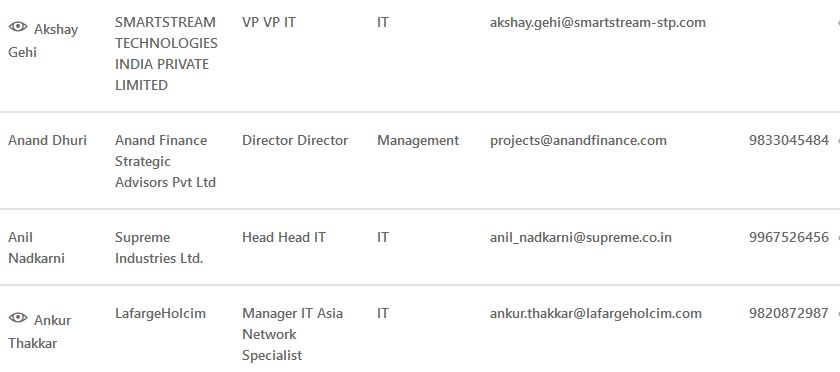 Akshay Gehi SMARTSTREAM TECHNOLOGIES INDIA PRIVATE LIMITED VP VP IT IT akshay.gehi@smartstream-stp.com
Anand Dhuri Anand Finance Strategic Advisors Pvt Ltd Director Director Management projects@anandfinance.com 9833045484
Anil Nadkarni Supreme Industries Ltd. Head Head IT IT anil_nadkarni@supreme.co.in 9967526456
Ankur Thakkar LafargeHolcim Manager IT Asia Network Specialist IT ankur.thakkar@lafargeholcim.com 9820872987